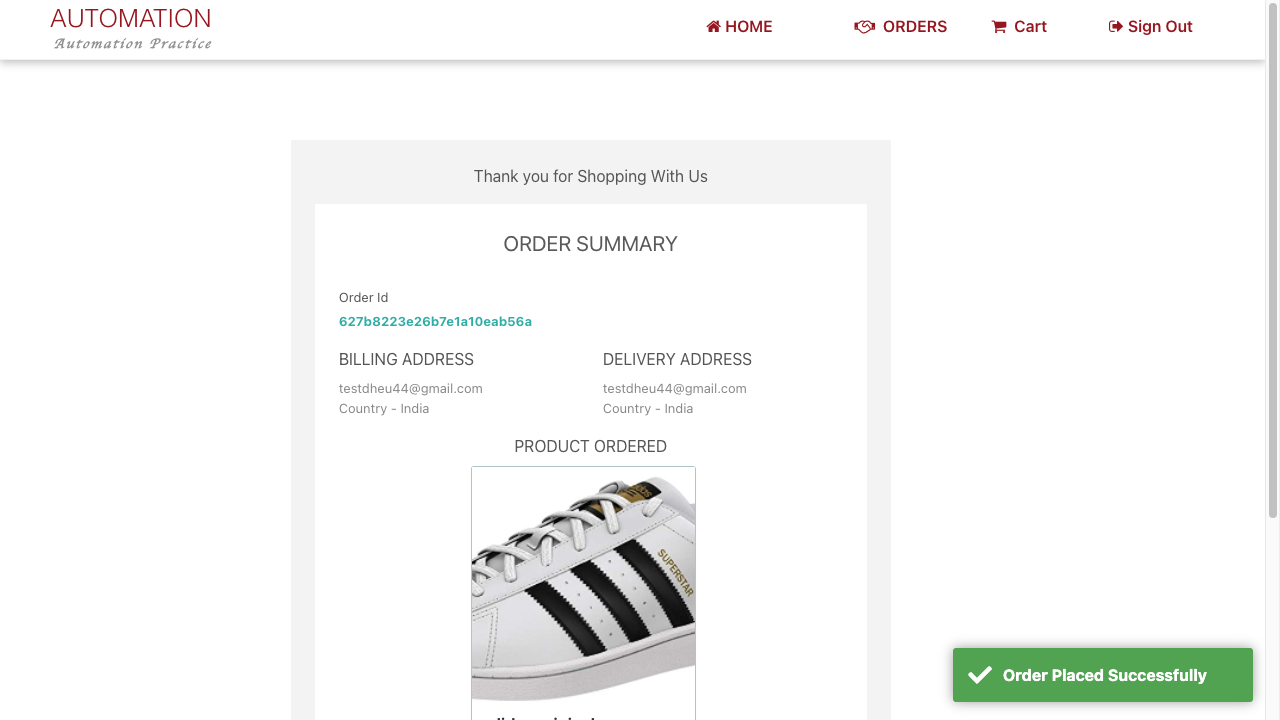 AUTOMATION
Automation Practice
HOME
ORDERS
Cart
Sign Out
Thank you for Shopping With Us
ORDER SUMMARY
Order Id
627b8223e26b7e1a10eab56a
BILLING ADDRESS
testdheu44@gmail.com
Country - India
DELIVERY ADDRESS
testdheu44@gmail.com
Country - India
PRODUCT ORDERED
SUPERSTAR
Order Placed Successfully